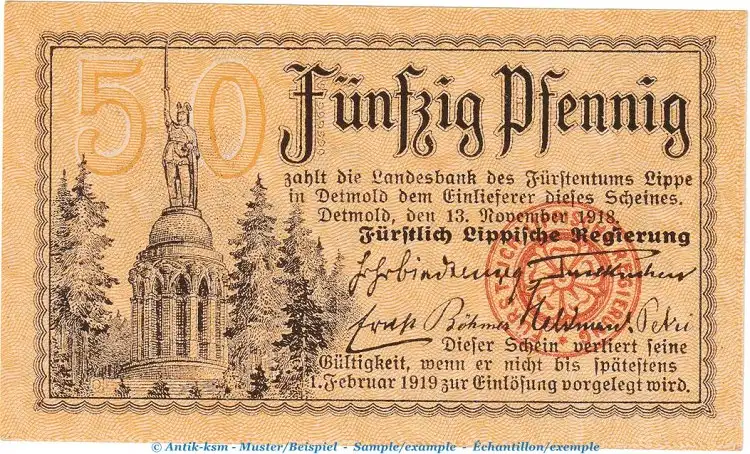 50
Fünfzig Pfennig
zahlt die Landesbank des Fürstentums Lippe
in Detmold dem Einlieferer dieses Scheines.
Detmold, den 13. November 1918.
Fürstlich Lippische Regierung
Ernst Böhmer
Dieser Schein verliert seine
Gültigkeit, wenn er nicht bis spätestens
1. Februar 1919 zur Einlösung vorgelegt wird.
© Antik-ksm - Muster/Beispiel - Sample/example - Échantillon/exemple